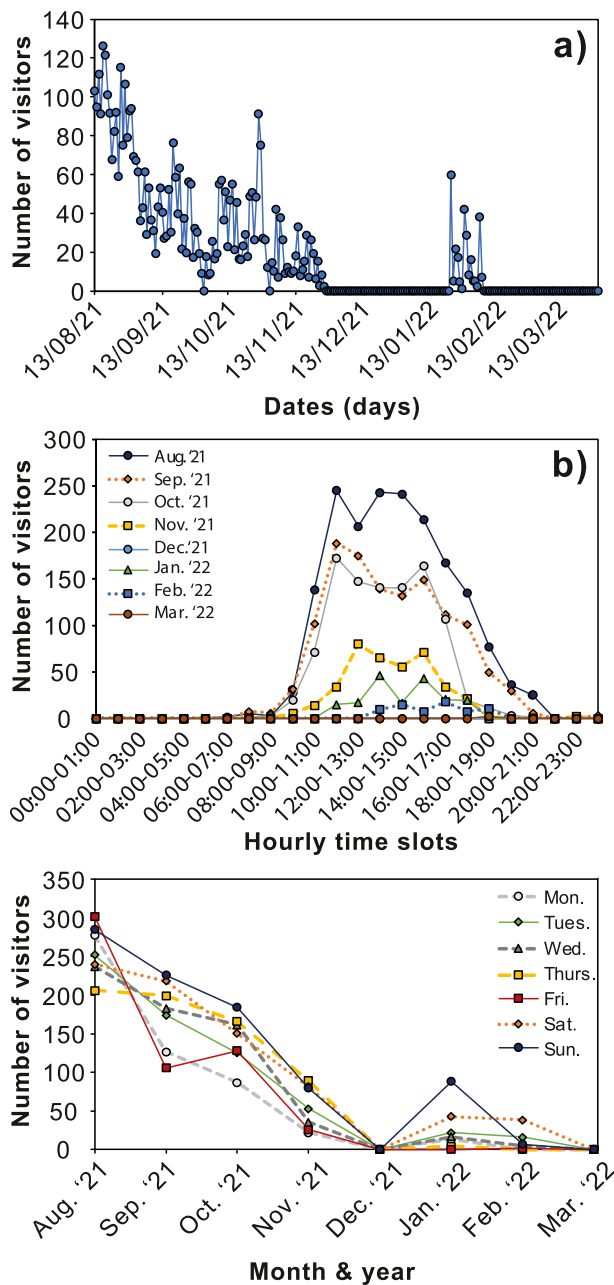 140
a)
120
100
80
60
40
20
0
Number of visitors
13/08/21
13/09/21
13/10/21
13/11/21
13/12/21
13/01/22
13/02/22
13/03/22
Dates (days)
300
b)
250
200
150
100
50
0
Number of visitors
Aug.'21
Sep. '21
Oct. '21
Nov. '21
Dec.'21
Jan. '22
Feb. '22
Mar. '22
00:00-01:00
02:00-03:00
04:00-05:00
06:00-07:00
08:00-09:00
10:00-11:00
12:00-13:00
14:00-15:00
16:00-17:00
18:00-19:00
20:00-21:00
22:00-23:00
Hourly time slots
350
300
250
200
150
100
50
0
Number of visitors
Mon.
Tues.
Wed.
Thurs.
Fri.
Sat.
Sun.
Aug. '21
Sep. '21
Oct. '21
Nov. '21
Dec. '21
Jan. '22
Feb. '22
Mar. '22
Month & year